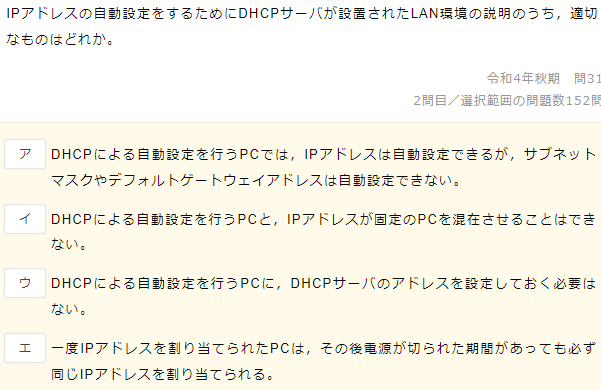 IPアドレスの自動設定をするためにDHCPサーバが設置されたLAN環境の説明のうち，適切
なものはどれか。
令和4年秋期　問31
2問目／選択範囲の問題数152問
ア
DHCPによる自動設定を行うPCでは，IPアドレスは自動設定できるが，サブネット
マスクやデフォルトゲートウェイアドレスは自動設定できない。
イ
DHCPによる自動設定を行うPCと，IPアドレスが固定のPCを混在させることはでき
ない。
ウ
DHCPによる自動設定を行うPCに，DHCPサーバのアドレスを設定しておく必要は
ない。
エ
一度IPアドレスを割り当てられたPCは，その後電源が切られた期間があっても必ず
同じIPアドレスを割り当てられる。